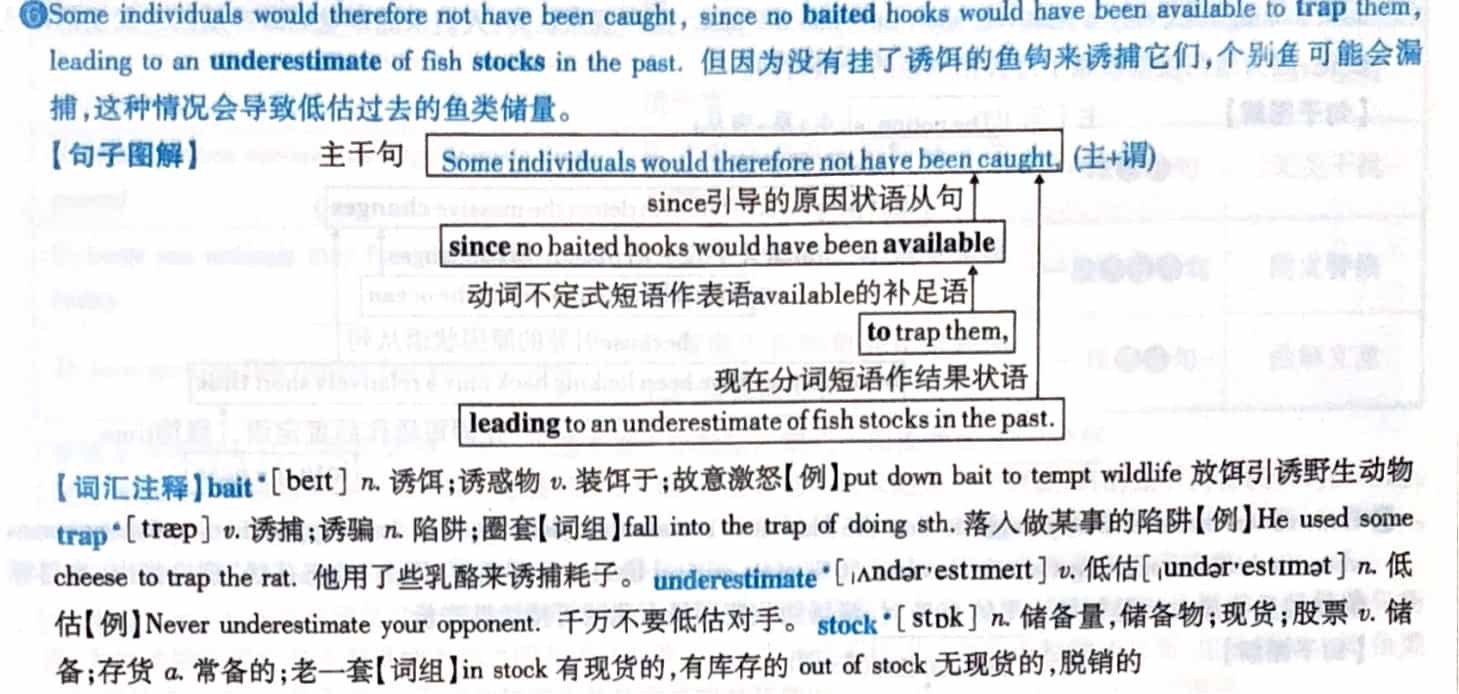 ⑥Some individuals would therefore not have been caught, since no baited hooks would have been available to trap them,
leading to an underestimate of fish stocks in the past. 但因为没有挂了诱饵的鱼钩来诱捕它们,个别鱼可能会漏
捕,这种情况会导致低估过去的鱼类储量。
【句子图解】 主干句 Some individuals would therefore not have been caught, (主+谓)
since引导的原因状语从句
since no baited hooks would have been available
动词不定式短语作表语available的补足语
to trap them,
现在分词短语作结果状语
leading to an underestimate of fish stocks in the past.
【词汇注释】bait*[beɪt] n. 诱饵;诱惑物 v. 装饵于;故意激怒【例】put down bait to tempt wildlife 放饵引诱野生动物
trap*[træp] v. 诱捕;诱骗 n. 陷阱;圈套【词组】fall into the trap of doing sth. 落入做某事的陷阱【例】He used some
cheese to trap the rat. 他用了些乳酪来诱捕耗子。 underestimate*[ˌʌndərˈestɪmeɪt] v. 低估[ˌundərˈestɪmət] n. 低
估【例】Never underestimate your opponent. 千万不要低估对手。 stock*[stɒk] n. 储备量,储备物;现货;股票 v. 储
备;存货 a. 常备的;老一套【词组】in stock 有现货的,有库存的 out of stock 无现货的,脱销的